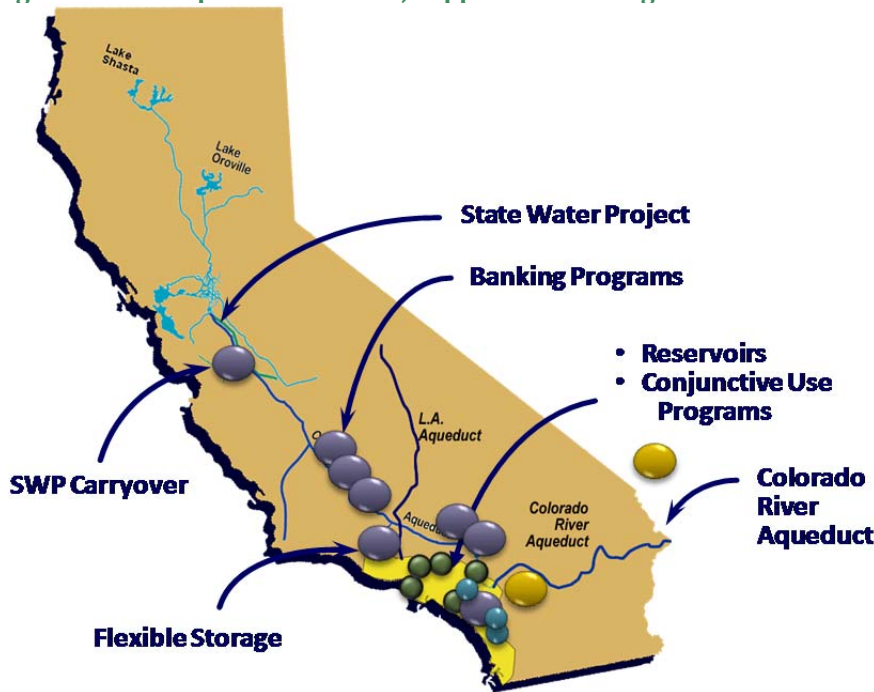 Lake
Shasta
Lake
Oroville
State Water Project
Banking Programs
• Reservoirs
• Conjunctive Use
Programs
L.A.
Aqueduct
SWP Carryover
Colorado
River
Aqueduct
Colorado
River
Aqueduct
Flexible Storage